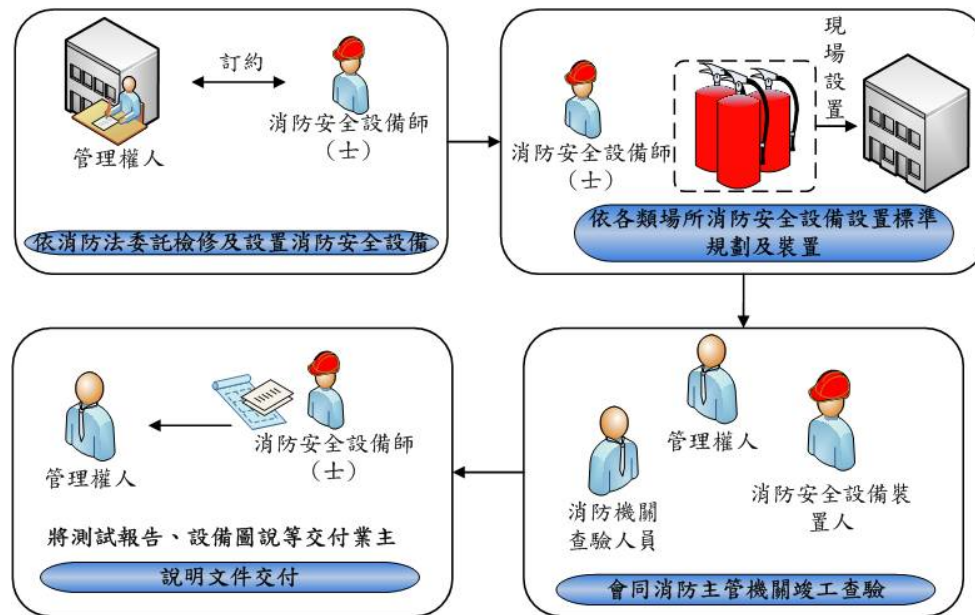 訂約
管理權人
消防安全設備師
（士）
依消防法委託檢修及設置消防安全設備
消防安全設備師
（士）
現場設置
依各類場所消防安全設備設置標準
規劃及裝置
管理權人
消防安全設備裝
置人
消防機關
查驗人員
會同消防主管機關竣工查驗
管理權人
消防安全設備師
（士）
將測試報告、設備圖說等交付業主
說明文件交付